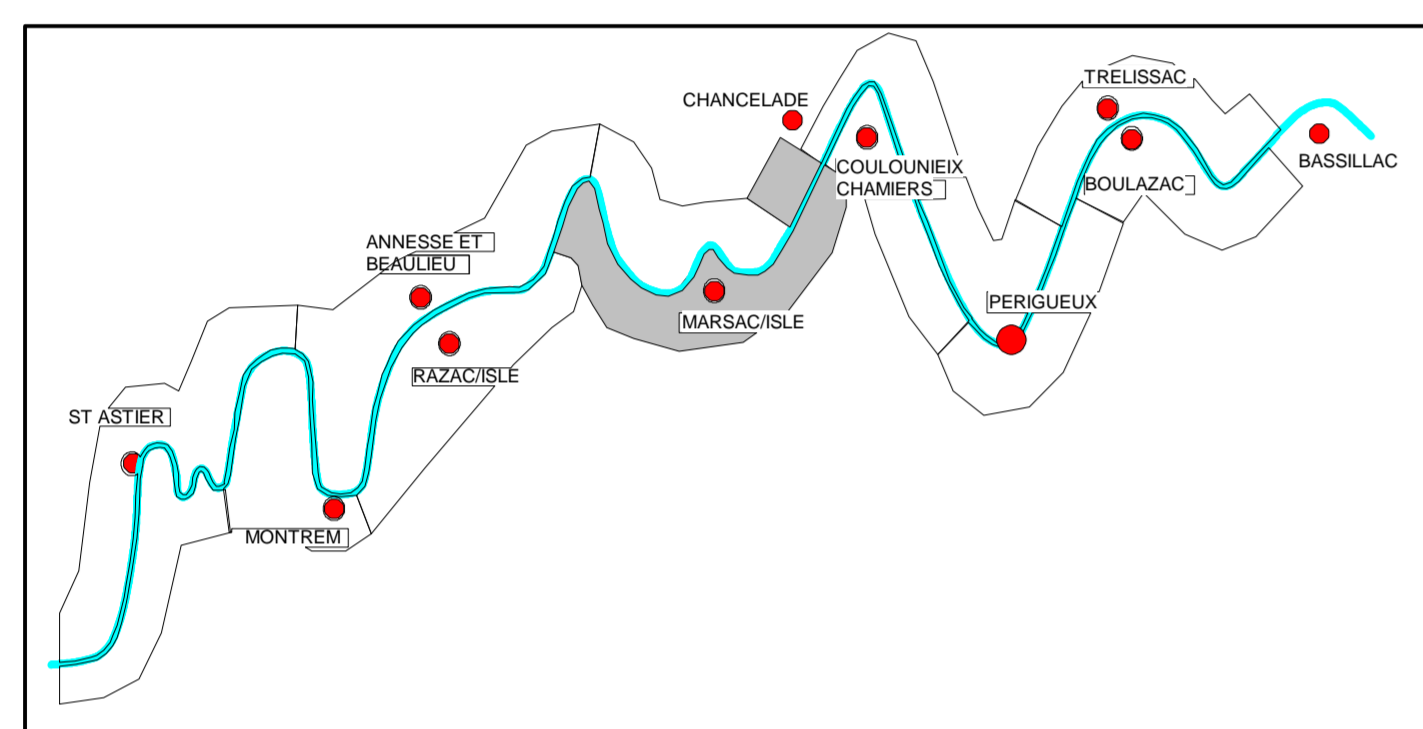 TRELISSAC
CHANCELADE
BASSILLAC
COULOUNIEIX
CHAMIERS
BOULAZAC
ANNESSE ET
BEAULIEU
PERIGUEUX
MARSAC/ISLE
RAZAC/ISLE
ST ASTIER
MONTREM